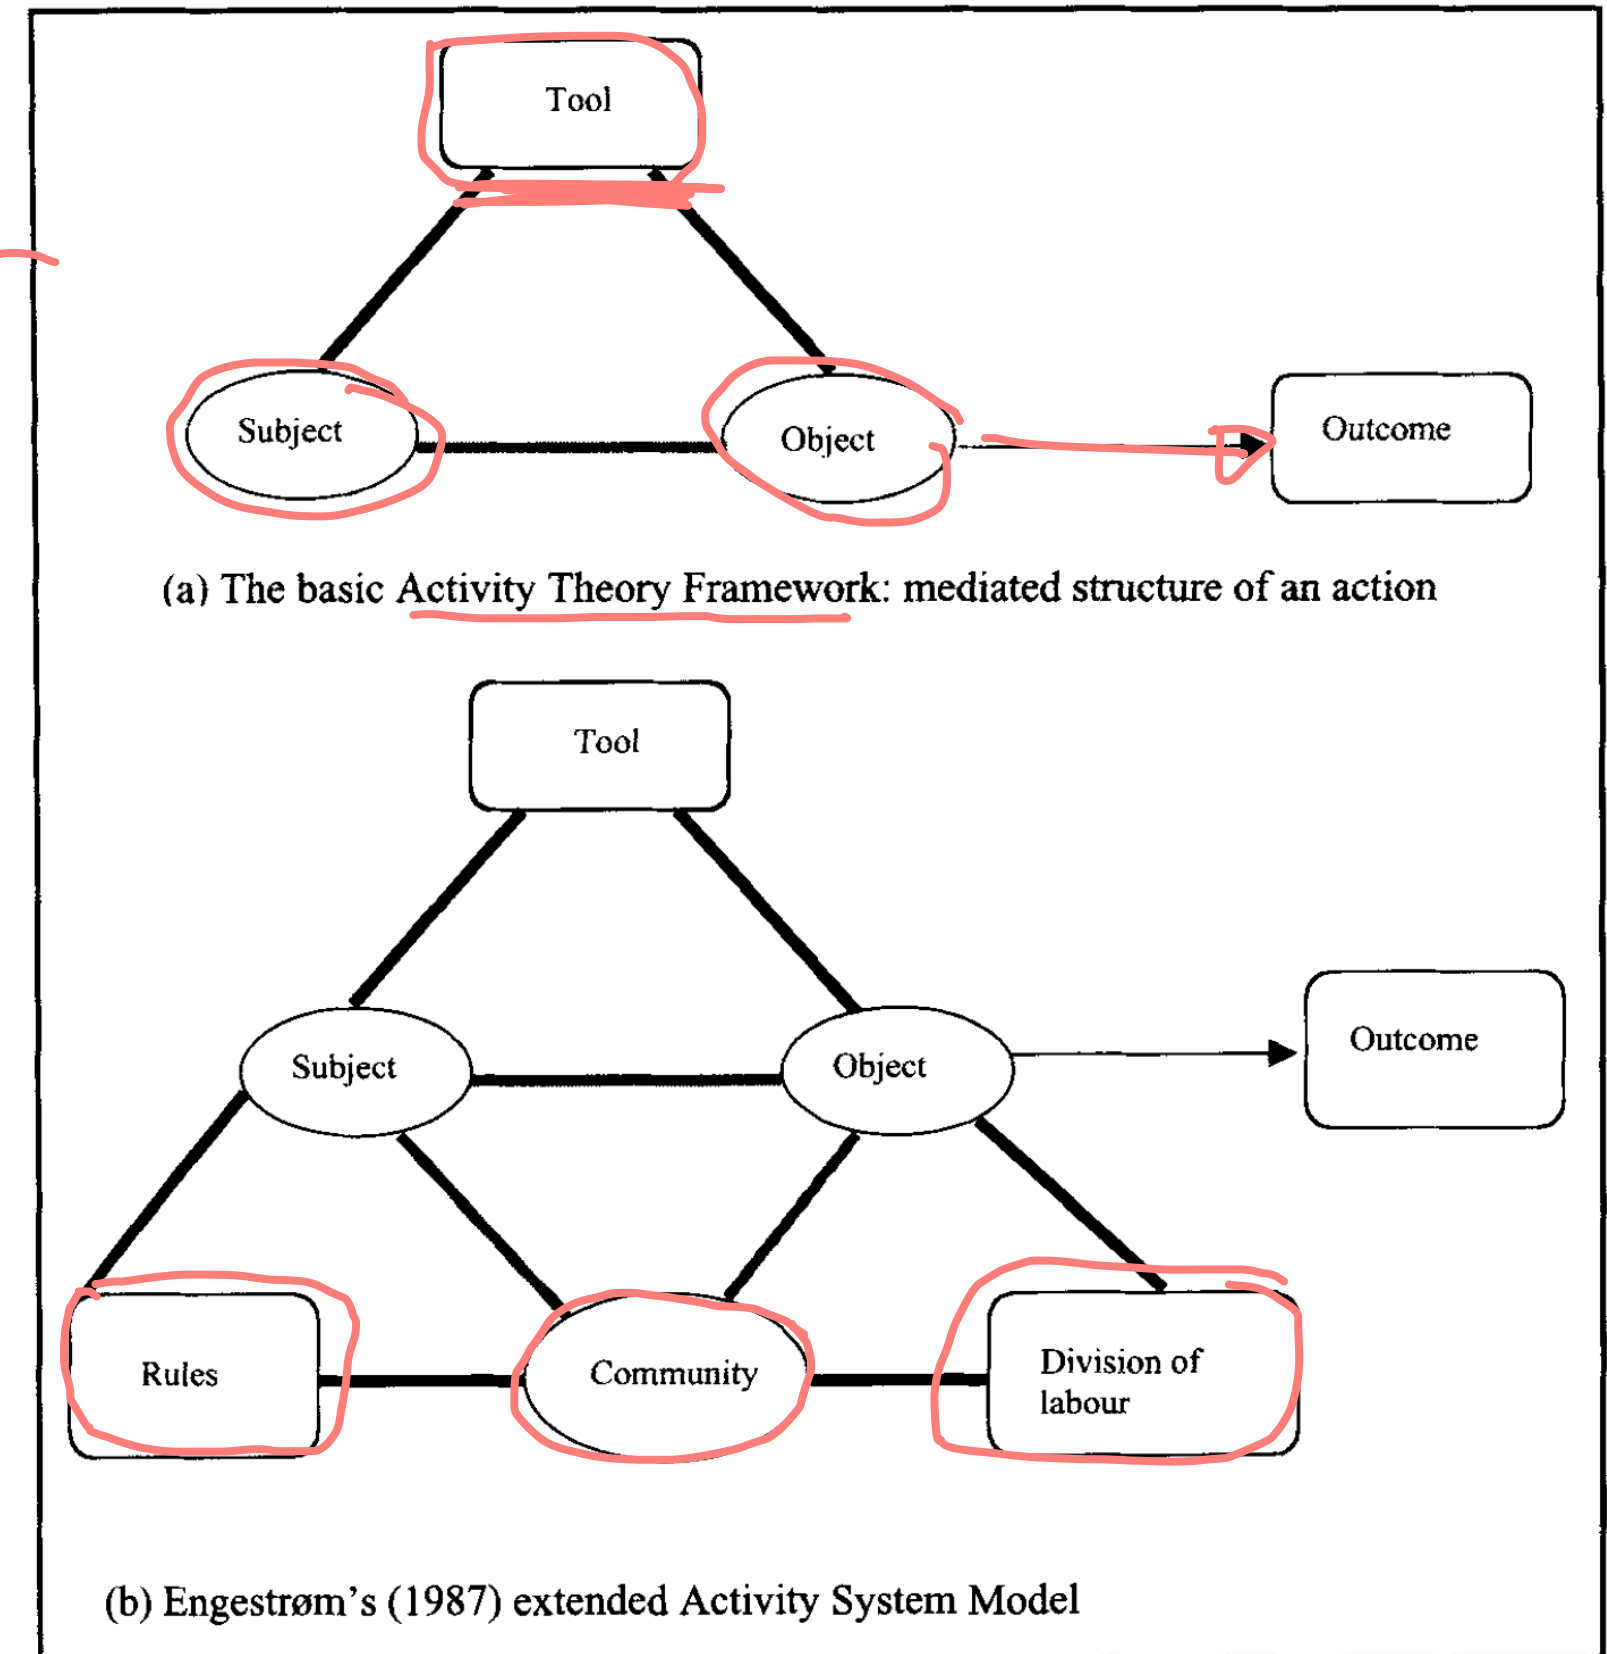 Tool
Subject
Object
Outcome
(a) The basic Activity Theory Framework: mediated structure of an action
Tool
Subject
Object
Outcome
Rules
Community
Division of
labour
(b) Engestrøm's (1987) extended Activity System Model